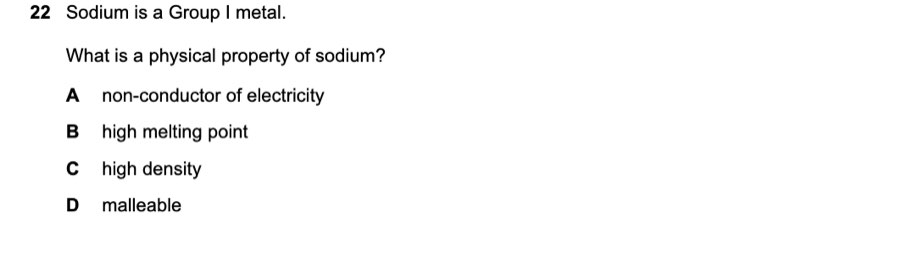 22 Sodium is a Group I metal.
What is a physical property of sodium?
A non-conductor of electricity
B high melting point
C high density
D malleable